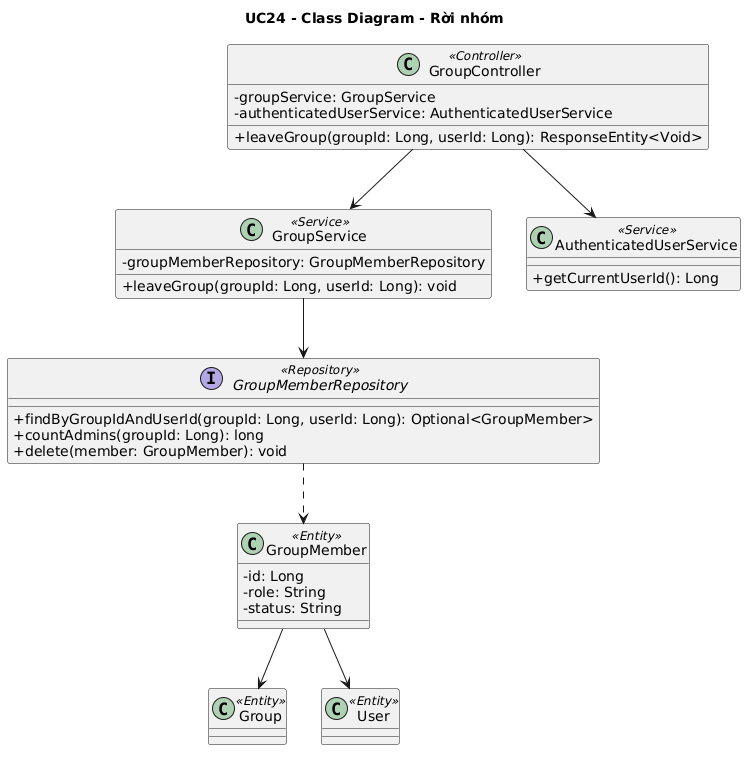 UC24 - Class Diagram - Rời nhóm
C
«Controller»
GroupController
-groupService: GroupService
-authenticatedUserService: AuthenticatedUserService
+leaveGroup(groupId: Long, userId: Long): ResponseEntity<Void>
C
«Service»
GroupService
-groupMemberRepository: GroupMemberRepository
+leaveGroup(groupId: Long, userId: Long): void
C
«Service»
AuthenticatedUserService
+getCurrentUserId(): Long
I
«Repository»
GroupMemberRepository
+findByGroupIdAndUserId(groupId: Long, userId: Long): Optional<GroupMember>
+countAdmins(groupId: Long): long
+delete(member: GroupMember): void
C
«Entity»
GroupMember
-id: Long
-role: String
-status: String
C
«Entity»
Group
C
«Entity»
User